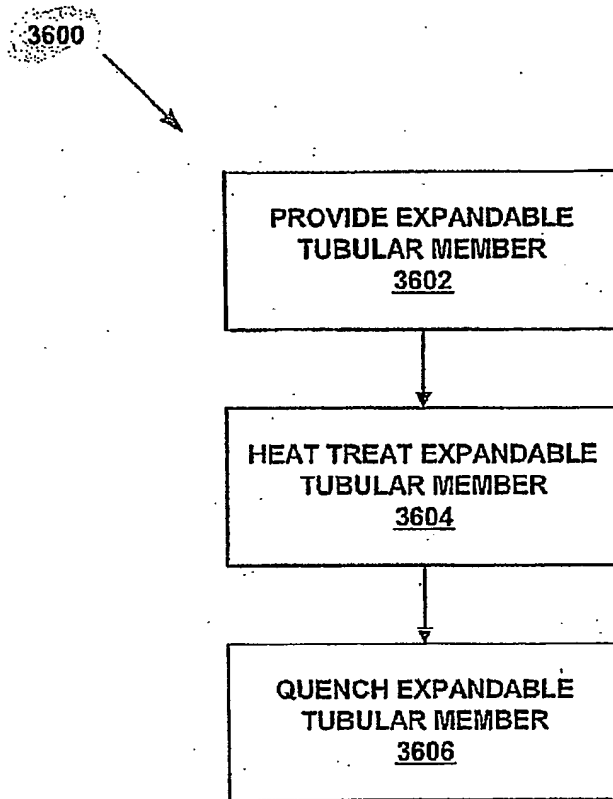 3600
PROVIDE EXPANDABLE
TUBULAR MEMBER
3602
HEAT TREAT EXPANDABLE
TUBULAR MEMBER
3604
QUENCH EXPANDABLE
TUBULAR MEMBER
3606